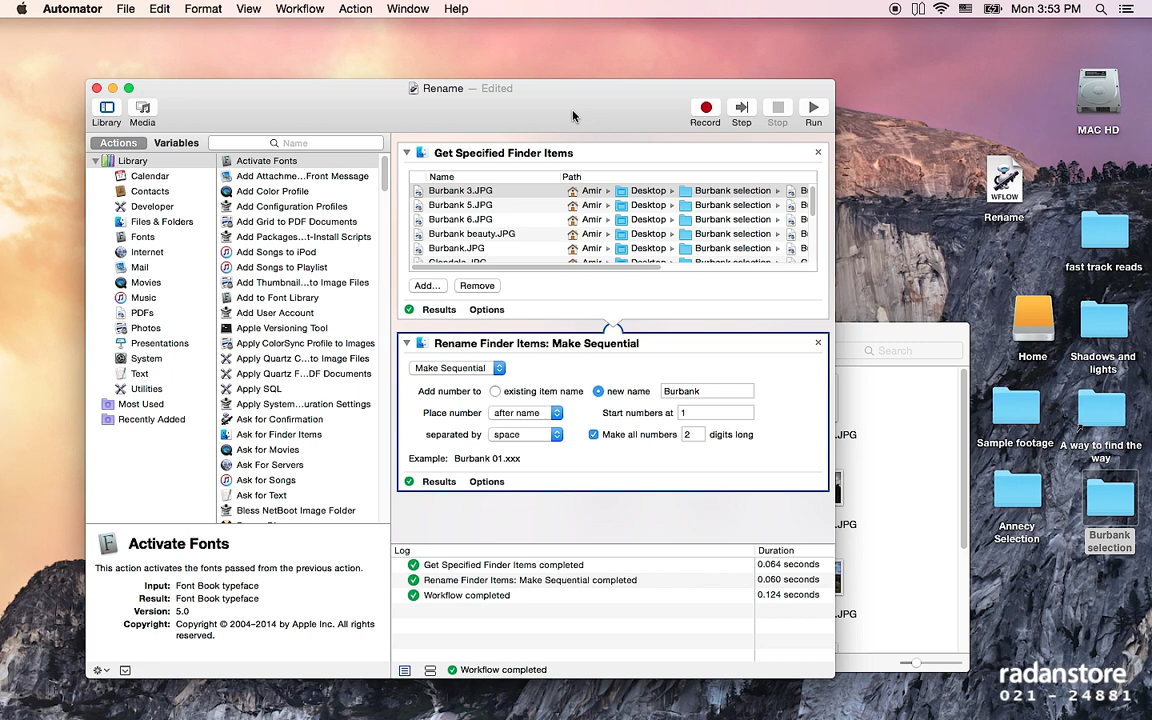 Automator File Edit Format View Workflow Action Window Help Mon 3:53 PM
Rename — Edited
Library Media Record Step Stop Run
Actions Variables Name
Library
Calendar
Contacts
Developer
Files & Folders
Fonts
Internet
Mail
Movies
Music
PDFs
Photos
Presentations
System
Text
Utilities
Most Used
Recently Added
Activate Fonts
Add Attachme...Front Message
Add Color Profile
Add Configuration Profiles
Add Grid to PDF Documents
Add Packages...t-Install Scripts
Add Songs to iPod
Add Songs to Playlist
Add Thumbnail...to Image Files
Add to Font Library
Add User Account
Apple Versioning Tool
Apply ColorSync Profile to Images
Apply Quartz C...to Image Files
Apply Quartz F...DF Documents
Apply SQL
Apply System...uration Settings
Ask for Confirmation
Ask for Finder Items
Ask for Movies
Ask For Servers
Ask for Songs
Ask for Text
Bless NetBoot Image Folder
Activate Fonts
This action activates the fonts passed from the previous action.
Input: Font Book typeface
Result: Font Book typeface
Version: 5.0
Copyright: Copyright © 2004–2014 by Apple Inc. All rights
reserved.
Get Specified Finder Items
Name Path
Burbank 3.JPG Amir Desktop Burbank selection
Burbank 5.JPG Amir Desktop Burbank selection
Burbank 6.JPG Amir Desktop Burbank selection
Burbank beauty.JPG Amir Desktop Burbank selection
Burbank.JPG Amir Desktop Burbank selection
Add... Remove
Results Options
Rename Finder Items: Make Sequential
Make Sequential
Add number to existing item name new name Burbank
Place number after name Start numbers at 1
separated by space Make all numbers 2 digits long
Example: Burbank 01.xxx
Results Options
Log Duration
Get Specified Finder Items completed 0.064 seconds
Rename Finder Items: Make Sequential completed 0.060 seconds
Workflow completed 0.124 seconds
Workflow completed
Search
.JPG
.JPG
.JPG
MAC HD
WFLOW
Rename
fast track reads
Home
Shadows and
lights
Sample footage
A way to find the
way
Annecy
Selection
Burbank
selection
radanstore
021 - 24881